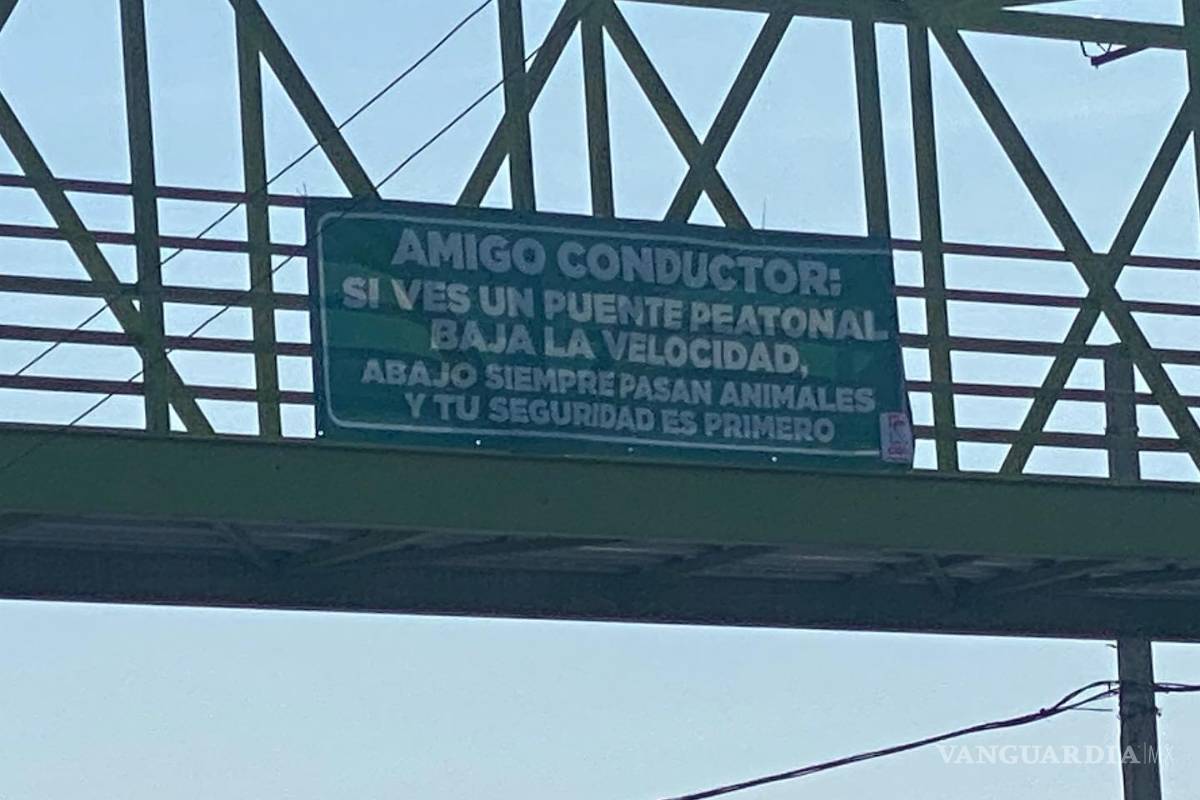 AMIGO CONDUCTOR:
SI VES UN PUENTE PEATONAL
BAJA LA VELOCIDAD,
ABAJO SIEMPRE PASAN ANIMALES
Y TU SEGURIDAD ES PRIMERO
VANGUARDIA|MX